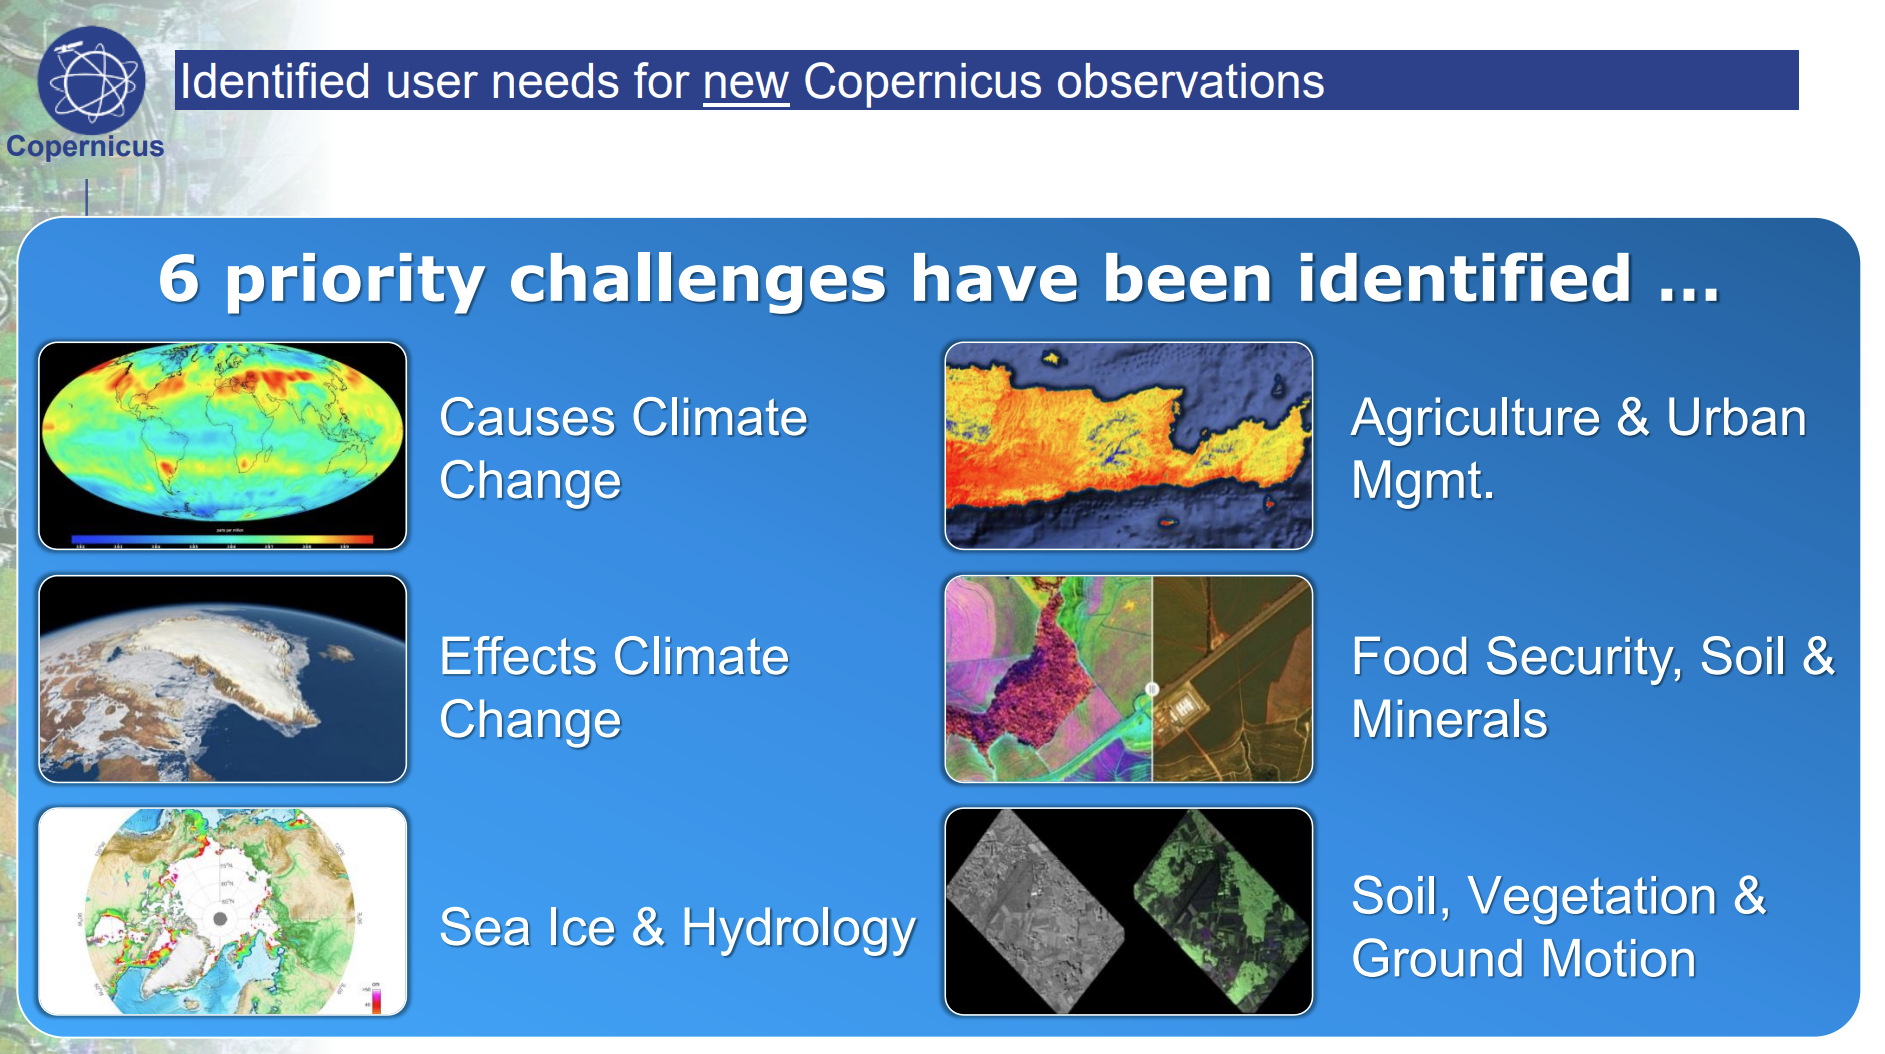 Copernicus
Identified user needs for new Copernicus observations
6 priority challenges have been identified ...
Causes Climate
Change
Agriculture & Urban
Mgmt.
Effects Climate
Change
Food Security, Soil &
Minerals
Sea Ice & Hydrology
Soil, Vegetation &
Ground Motion